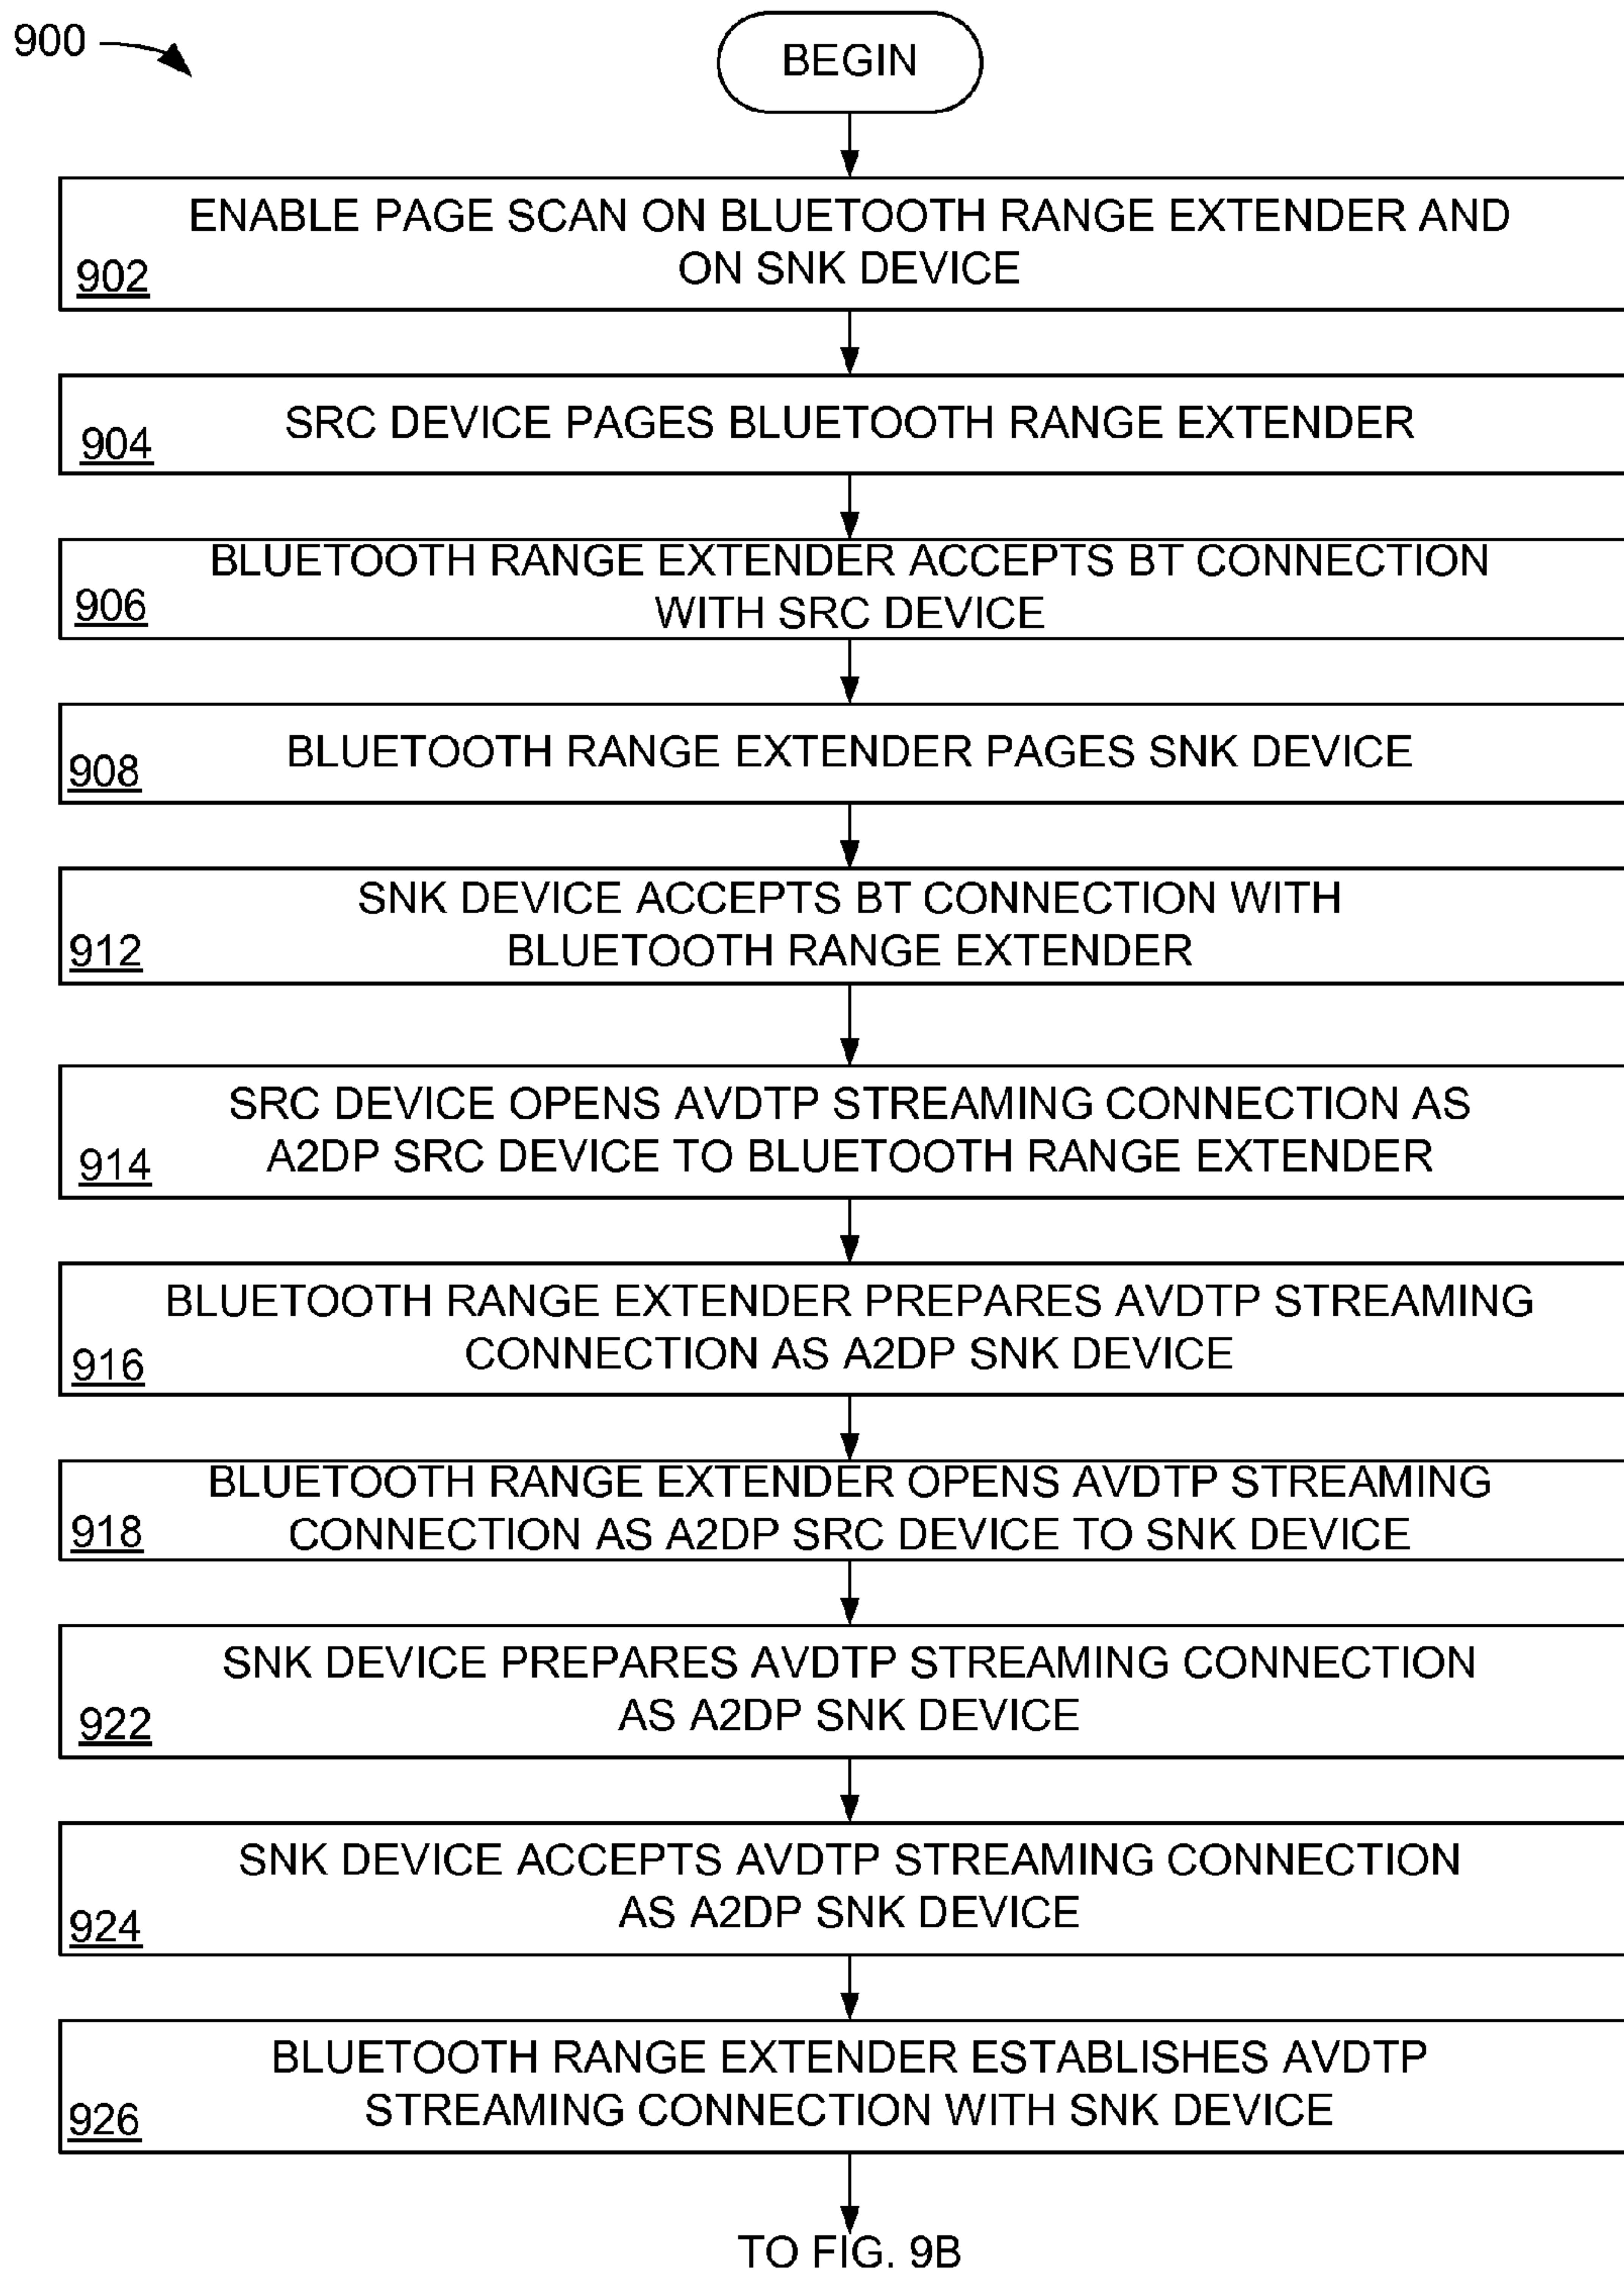 900
BEGIN
ENABLE PAGE SCAN ON BLUETOOTH RANGE EXTENDER AND
ON SNK DEVICE
902
SRC DEVICE PAGES BLUETOOTH RANGE EXTENDER
904
BLUETOOTH RANGE EXTENDER ACCEPTS BT CONNECTION
WITH SRC DEVICE
906
BLUETOOTH RANGE EXTENDER PAGES SNK DEVICE
908
SNK DEVICE ACCEPTS BT CONNECTION WITH
BLUETOOTH RANGE EXTENDER
912
SRC DEVICE OPENS AVDTP STREAMING CONNECTION AS
A2DP SRC DEVICE TO BLUETOOTH RANGE EXTENDER
914
BLUETOOTH RANGE EXTENDER PREPARES AVDTP STREAMING
CONNECTION AS A2DP SNK DEVICE
916
BLUETOOTH RANGE EXTENDER OPENS AVDTP STREAMING
CONNECTION AS A2DP SRC DEVICE TO SNK DEVICE
918
SNK DEVICE PREPARES AVDTP STREAMING CONNECTION
AS A2DP SNK DEVICE
922
SNK DEVICE ACCEPTS AVDTP STREAMING CONNECTION
AS A2DP SNK DEVICE
924
BLUETOOTH RANGE EXTENDER ESTABLISHES AVDTP
STREAMING CONNECTION WITH SNK DEVICE
926
TO FIG. 9B